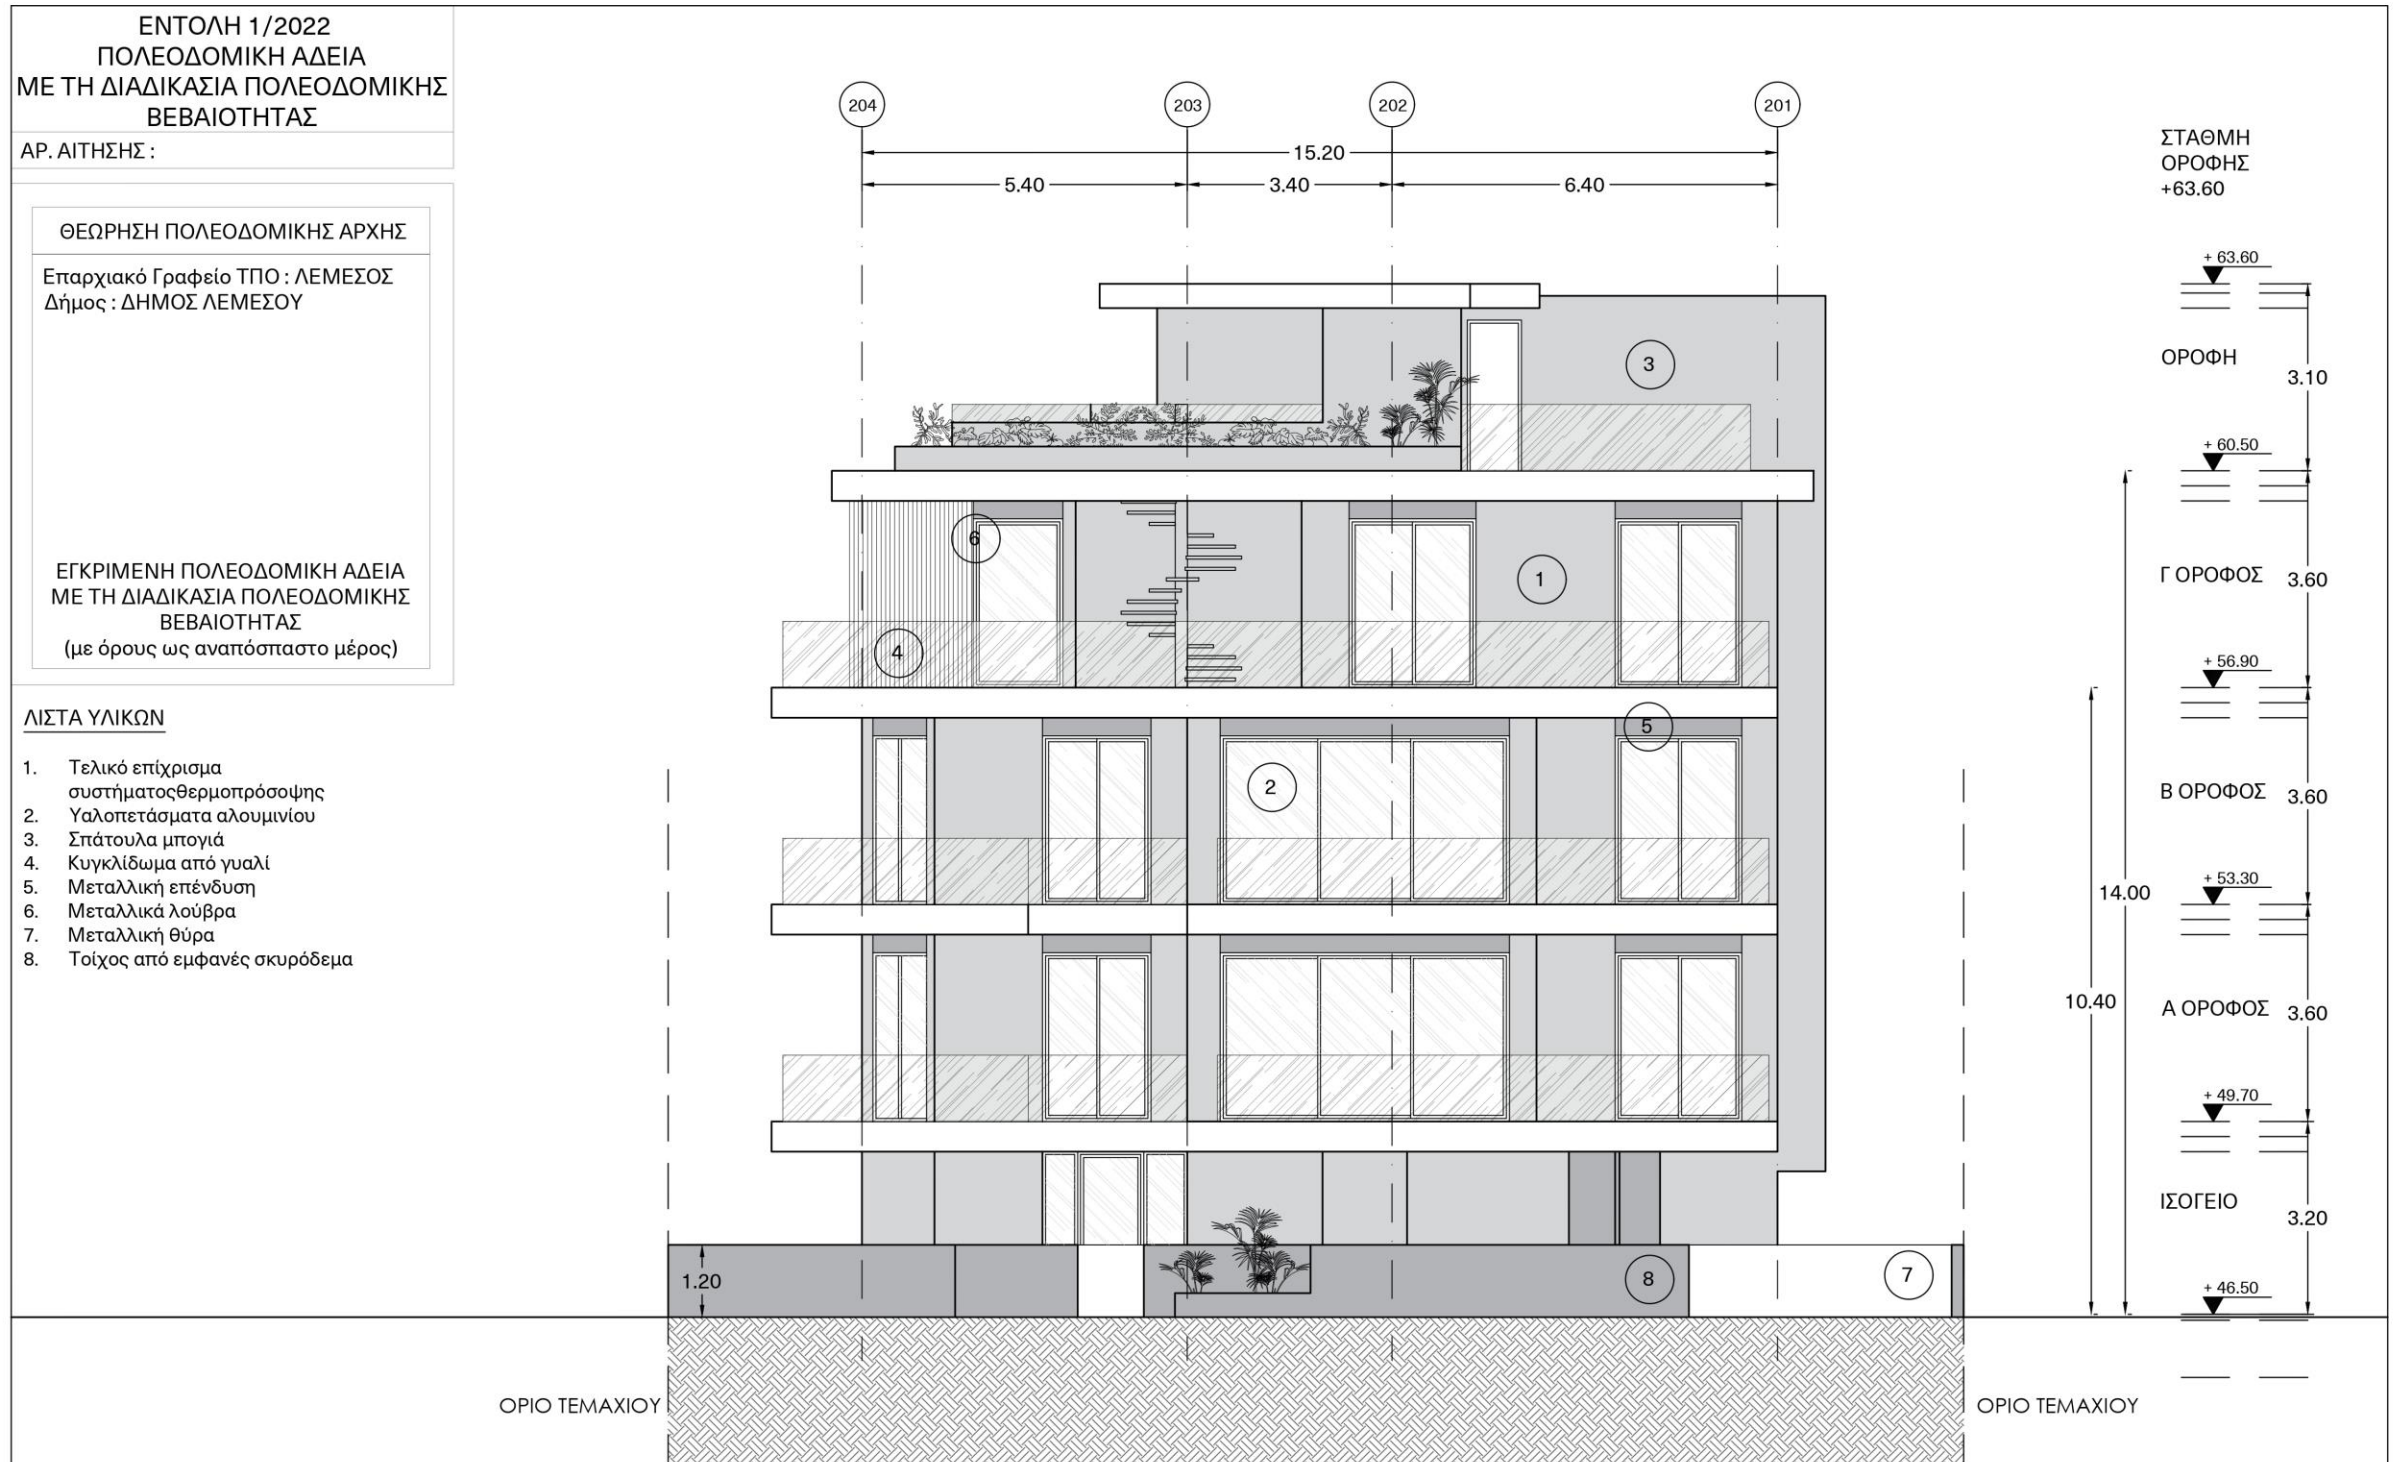 ΕΝΤΟΛΗ 1/2022
ΠΟΛΕΟΔΟΜΙΚΗ ΑΔΕΙΑ
ΜΕ ΤΗ ΔΙΑΔΙΚΑΣΙΑ ΠΟΛΕΟΔΟΜΙΚΗΣ
ΒΕΒΑΙΟΤΗΤΑΣ
ΑΡ. ΑΙΤΗΣΗΣ :
ΘΕΩΡΗΣΗ ΠΟΛΕΟΔΟΜΙΚΗΣ ΑΡΧΗΣ
Επαρχιακό Γραφείο ΤΠΟ : ΛΕΜΕΣΟΣ
Δήμος : ΔΗΜΟΣ ΛΕΜΕΣΟΥ
ΕΓΚΡΙΜΕΝΗ ΠΟΛΕΟΔΟΜΙΚΗ ΑΔΕΙΑ
ΜΕ ΤΗ ΔΙΑΔΙΚΑΣΙΑ ΠΟΛΕΟΔΟΜΙΚΗΣ
ΒΕΒΑΙΟΤΗΤΑΣ
(με όρους ως αναπόσπαστο μέρος)
ΛΙΣΤΑ ΥΛΙΚΩΝ
1. Τελικό επίχρισμα
συστήματοςθερμοπρόσοψης
2. Υαλοπετάσματα αλουμινίου
3. Σπάτουλα μπογιά
4. Κυγκλίδωμα από γυαλί
5. Μεταλλική επένδυση
6. Μεταλλικά λούβρα
7. Μεταλλική θύρα
8. Τοίχος από εμφανές σκυρόδεμα
204 203 202 201
15.20
5.40 3.40 6.40
3
6
1
4
5
2
1.20
8
7
ΟΡΙΟ ΤΕΜΑΧΙΟΥ
ΟΡΙΟ ΤΕΜΑΧΙΟΥ
ΣΤΑΘΜΗ
ΟΡΟΦΗΣ
+63.60
+ 63.60
ΟΡΟΦΗ
3.10
+ 60.50
Γ ΟΡΟΦΟΣ 3.60
+ 56.90
Β ΟΡΟΦΟΣ 3.60
+ 53.30
14.00
10.40
Α ΟΡΟΦΟΣ 3.60
+ 49.70
ΙΣΟΓΕΙΟ
3.20
+ 46.50